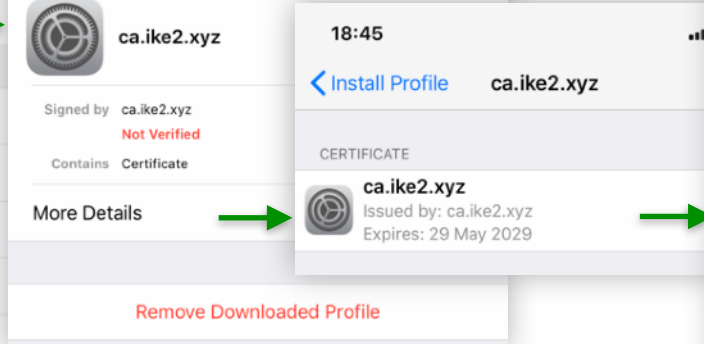 ca.ike2.xyz
Signed by ca.ike2.xyz
Not Verified
Contains Certificate
More Details
Remove Downloaded Profile
18:45
Install Profile ca.ike2.xyz
CERTIFICATE
ca.ike2.xyz
Issued by: ca.ike2.xyz
Expires: 29 May 2029